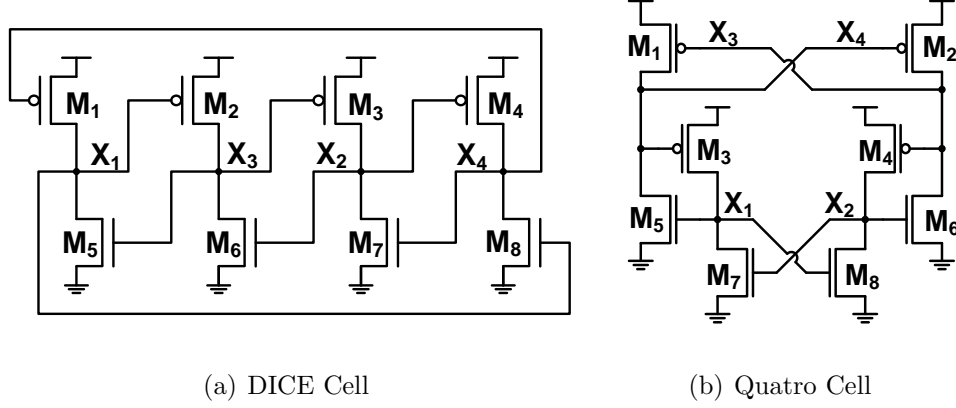 X₃ X₄
M₁ M₂
M₁ M₂ M₃ M₄
M₃ M₄
X₁ X₃ X₂ X₄
X₁ X₂
M₅ M₆
M₅ M₆ M₇ M₈
M₇ M₈
(a) DICE Cell (b) Quatro Cell